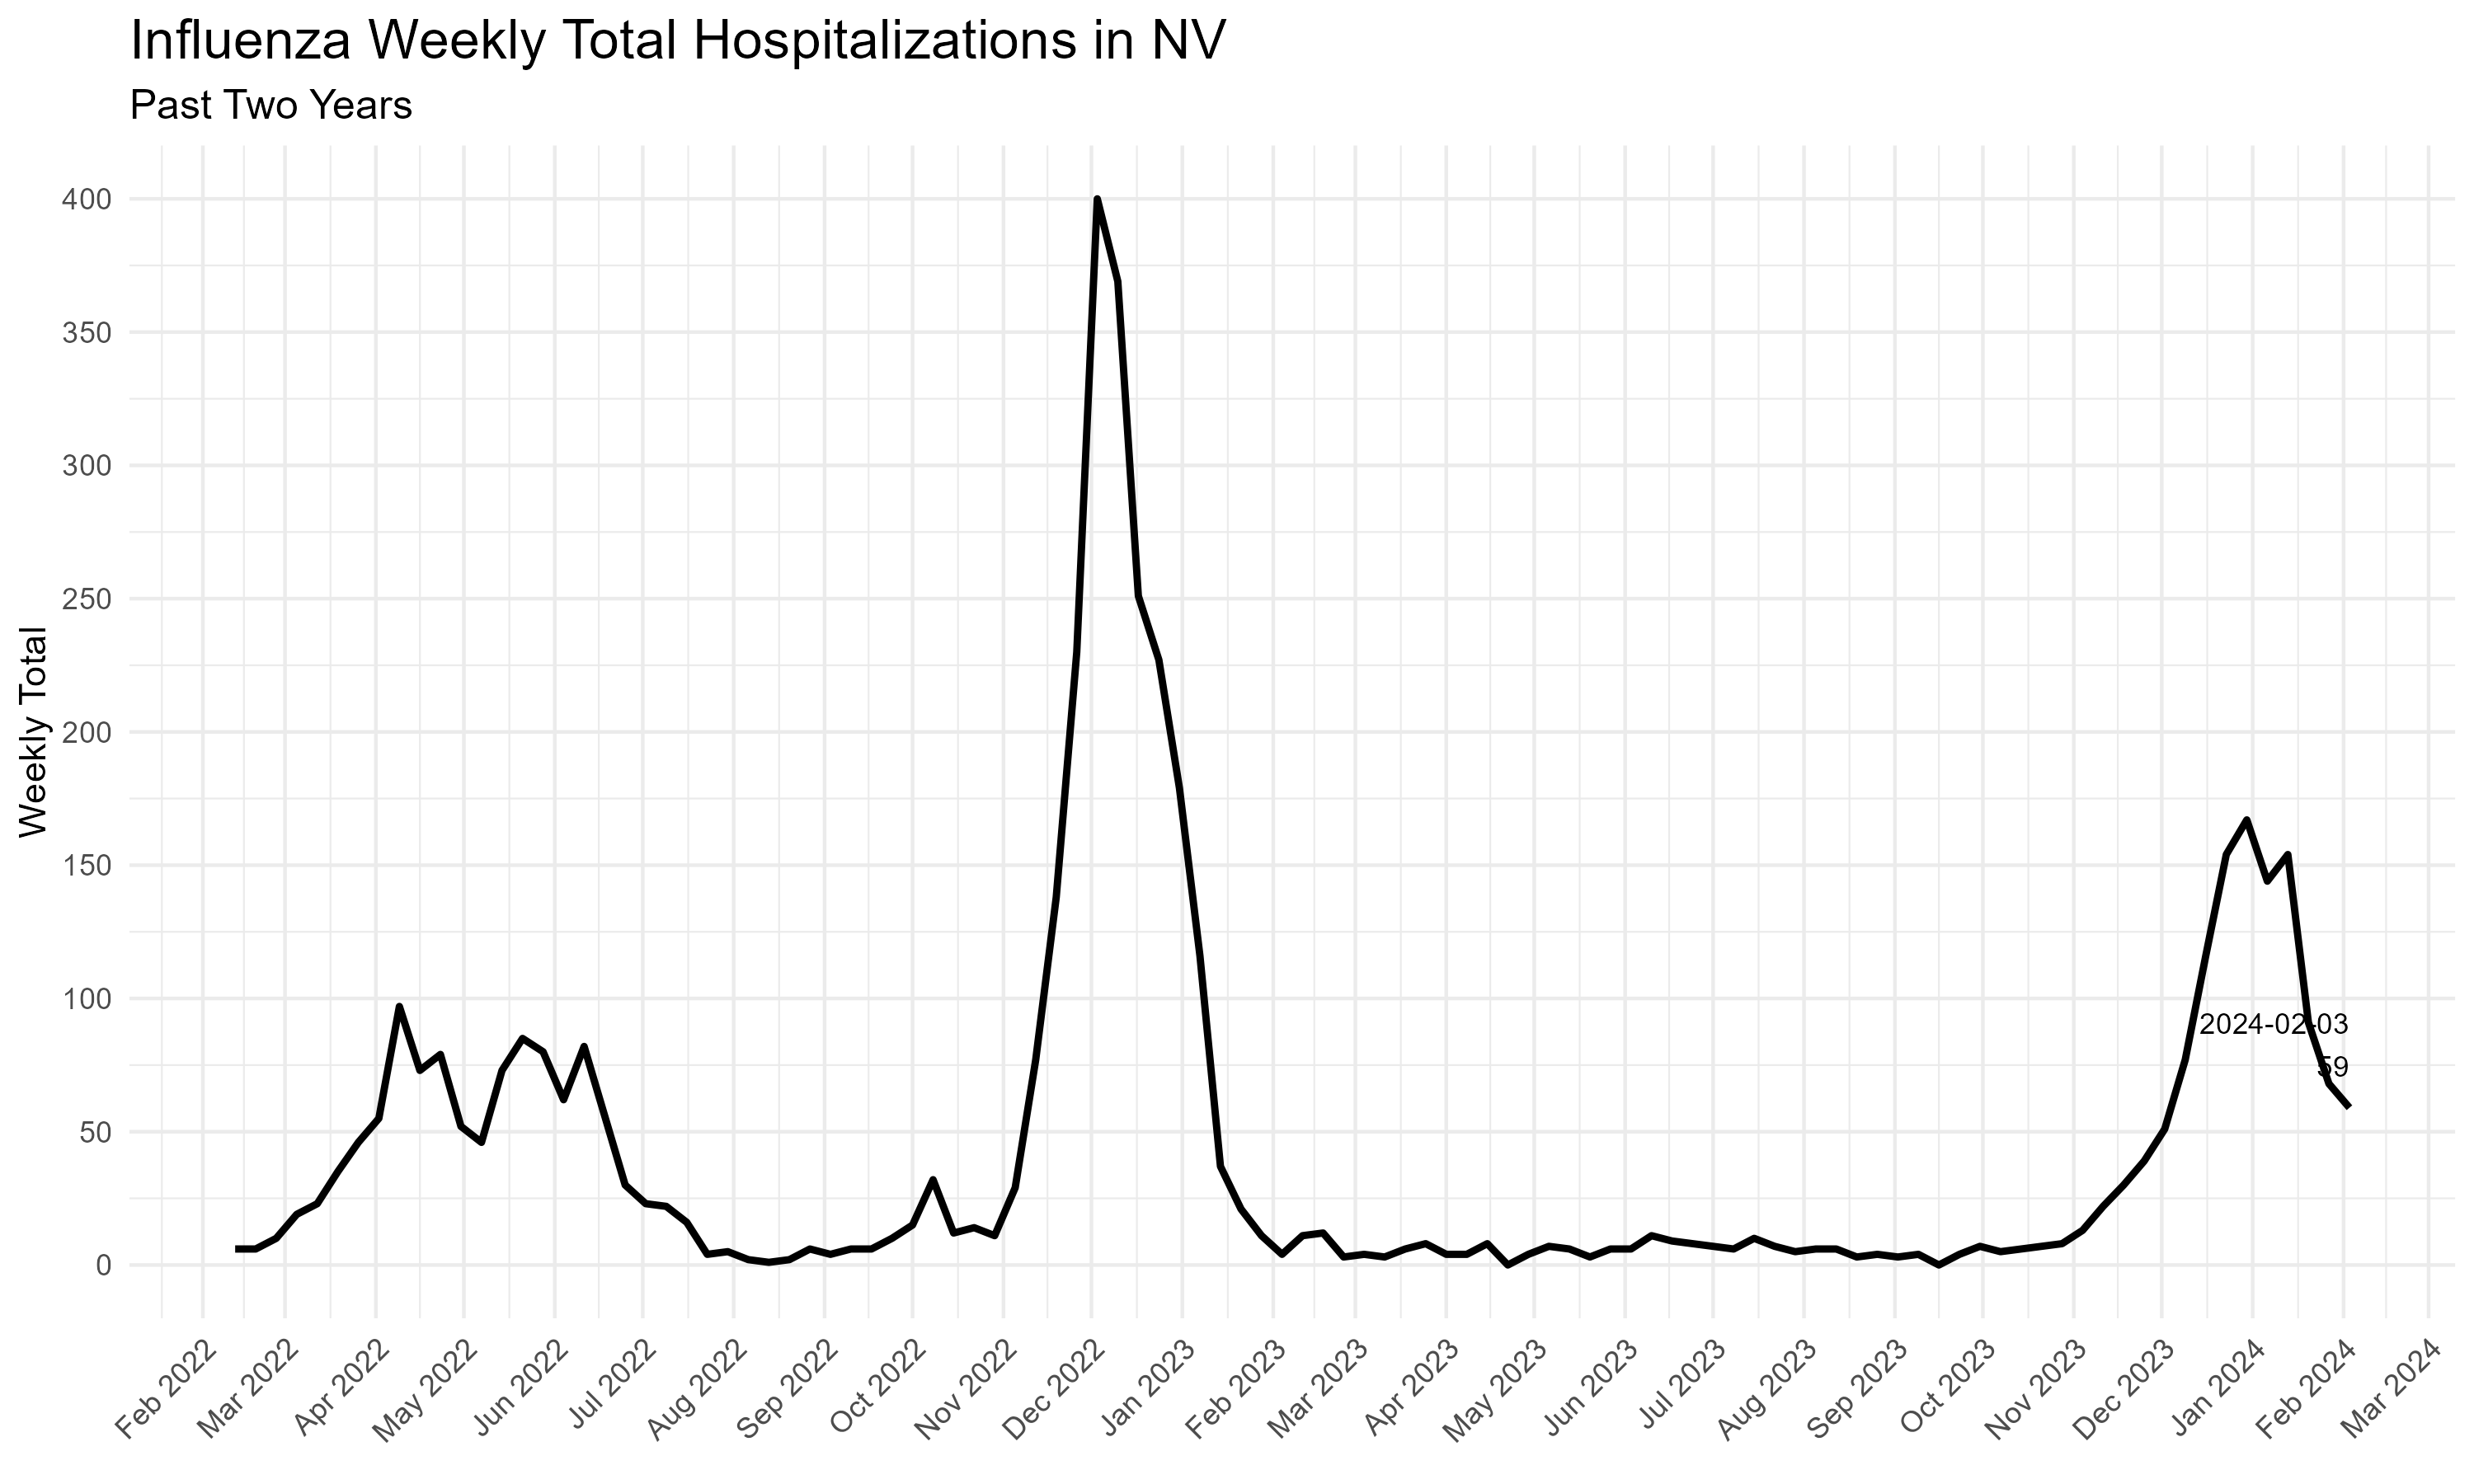 Influenza Weekly Total Hospitalizations in NV
Past Two Years
Weekly Total
400
350
300
250
200
150
100
50
0
2024-02-03
59
Feb 2022
Mar 2022
Apr 2022
May 2022
Jun 2022
Jul 2022
Aug 2022
Sep 2022
Oct 2022
Nov 2022
Dec 2022
Jan 2023
Feb 2023
Mar 2023
Apr 2023
May 2023
Jun 2023
Jul 2023
Aug 2023
Sep 2023
Oct 2023
Nov 2023
Dec 2023
Jan 2024
Feb 2024
Mar 2024